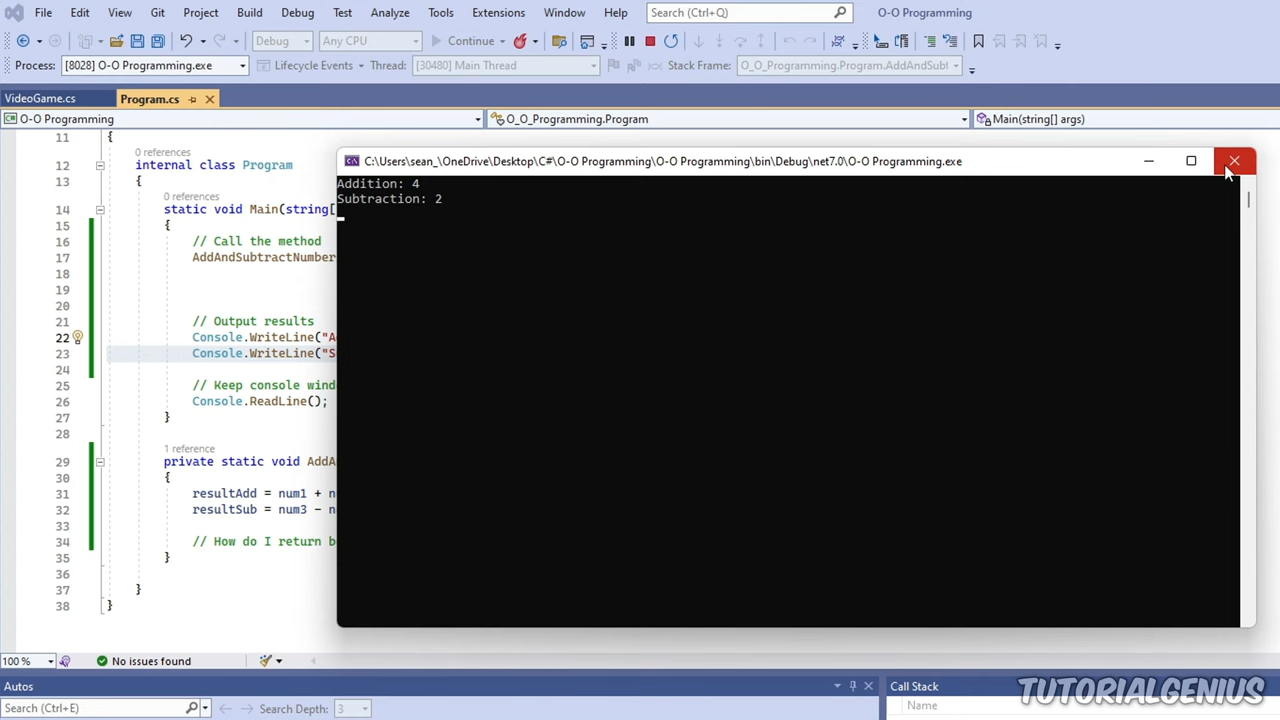 File Edit View Git Project Build Debug Test Analyze Tools Extensions Window Help Search (Ctrl+Q) O-O Programming
Debug Any CPU Continue
Process: [8028] O-O Programming.exe Lifecycle Events Thread: [30480] Main Thread Stack Frame: O_O_Programming.Program.AddAndSubt
VideoGame.cs Program.cs
O-O Programming O_O_Programming.Program Main(string[] args)
11 {
0 references
12 internal class Program
13 {
0 references
14 static void Main(string[
15 {
16 // Call the method
17 AddAndSubtractNumber
18
19
20
21 // Output results
22 Console.WriteLine("A
23 Console.WriteLine("S
24
25 // Keep console wind
26 Console.ReadLine();
27 }
28
1 reference
29 private static void AddA
30 {
31 resultAdd = num1 + n
32 resultSub = num3 - n
33
34 // How do I return b
35 }
36
37 }
38 }
C:\Users\sean_\OneDrive\Desktop\C#\O-O Programming\O-O Programming\bin\Debug\net7.0\O-O Programming.exe
Addition: 4
Subtraction: 2
100 % No issues found
Autos
Search (Ctrl+E) Search Depth: 3
Call Stack
Name
TUTORIALGENIUS